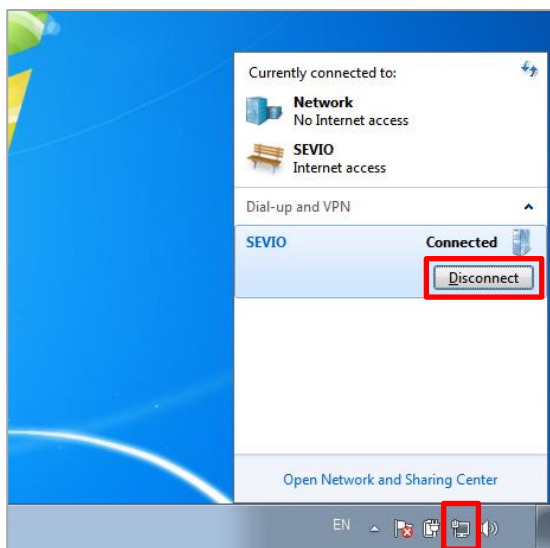 Currently connected to:
Network
No Internet access
SEVIO
Internet access
Dial-up and VPN
SEVIO Connected
Disconnect
Open Network and Sharing Center
EN